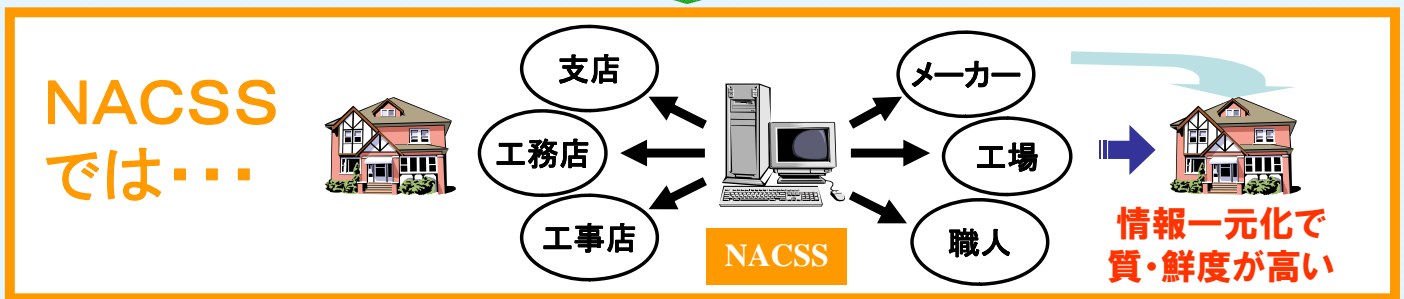 NACSS
では・・・
支店
工務店
工事店
NACSS
メーカー
工場
職人
情報一元化で
質・鮮度が高い